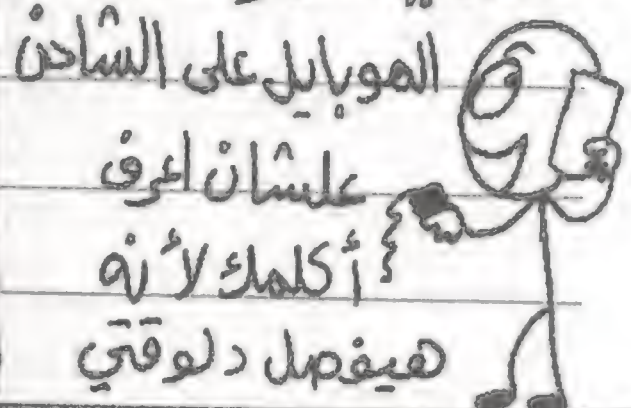 الموبايل على الشاحن
علشان اعرف
أكلمك لأنه
هيفصل دلوقتي